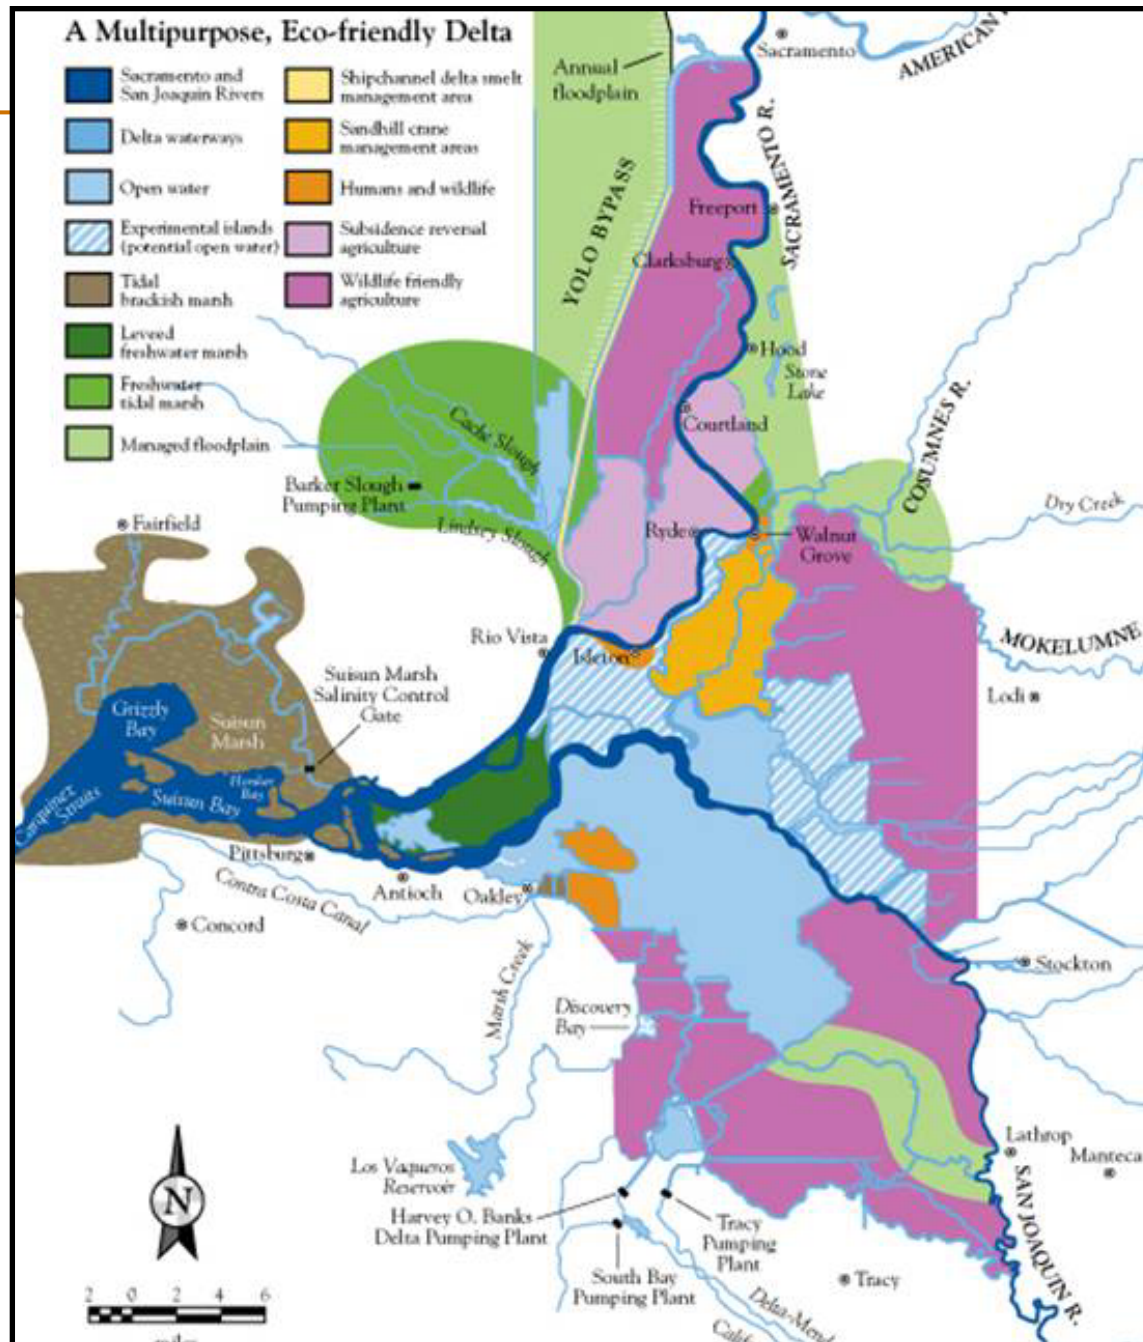 A Multipurpose, Eco-friendly Delta
Sacramento and
San Joaquin Rivers
Delta waterways
Open water
Experimental islands
(potential open water)
Tidal
brackish marsh
Leveed
freshwater marsh
Freshwater
tidal marsh
Managed floodplain
Shipchannel delta smelt
management area
Sandhill crane
management areas
Humans and wildlife
Subsidence reversal
agriculture
Wildlife friendly
agriculture
Annual
floodplain
Sacramento
AMERICAN
YOLO BYPASS
SACRAMENTO R.
Freeport
Clarksburg
Hood
Stone
Lake
Courtland
COSUMNES R.
Cache Slough
Barker Slough
Pumping Plant
Lindsey Slough
Dry Creek
Fairfield
Ryde
Walnut
Grove
Rio Vista
Isleton
MOKELUMNE
Lodi
Suisun Marsh
Salinity Control
Gate
Grizzly
Bay
Suisun
Marsh
Honker
Bay
Suisun Bay
Carquinez
Straits
Pittsburg
Antioch
Oakley
Contra Costa Canal
Concord
Marsh Creek
Stockton
Discovery
Bay
Los Vaqueros
Reservoir
Lathrop
Manteca
SAN JOAQUIN R.
Harvey O. Banks
Delta Pumping Plant
Tracy
Pumping
Plant
South Bay
Pumping Plant
Tracy
N
2 0 2 4 6